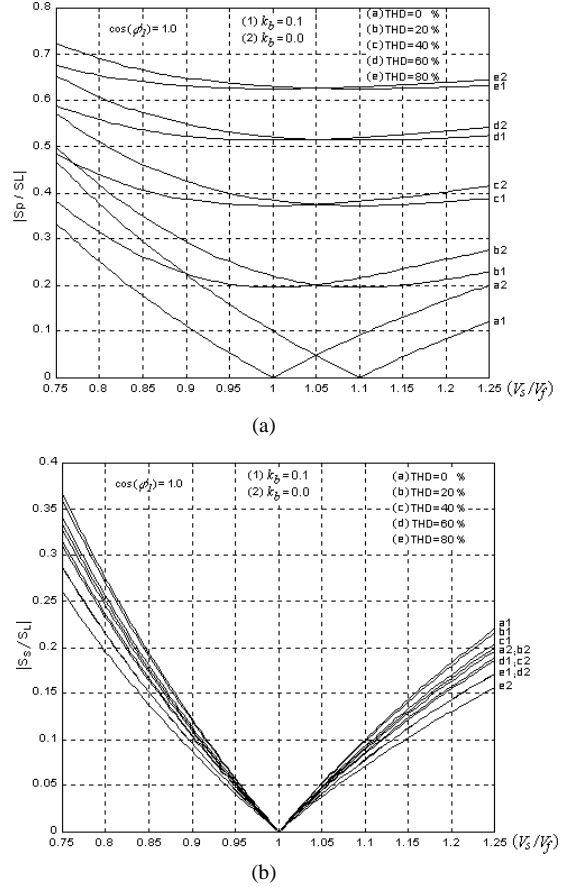 cos(φ1)= 1.0
(1) kb = 0.1
(2) kb = 0.0
(a) THD= 0 %
(b) THD= 20 %
(c) THD= 40 %
(d) THD= 60 %
(e) THD= 80 %
|Sp / SL|
0.8
0.7
0.6
0.5
0.4
0.3
0.2
0.1
0
e2
e1
d2
d1
c2
c1
b2
b1
a2
a1
0.75 0.8 0.85 0.9 0.95 1 1.05 1.1 1.15 1.2 1.25 (Vs/Vf)
(a)
cos(φ1)= 1.0
(1) kb = 0.1
(2) kb = 0.0
(a) THD= 0 %
(b) THD= 20 %
(c) THD= 40 %
(d) THD= 60 %
(e) THD= 80 %
|Ss / SL|
0.4
0.35
0.3
0.25
0.2
0.15
0.1
0.05
0
a1
b1
c1
a2,b2
d1,c2
e1,d2
e2
0.75 0.8 0.85 0.9 0.95 1 1.05 1.1 1.15 1.2 1.25 (Vs/Vf)
(b)